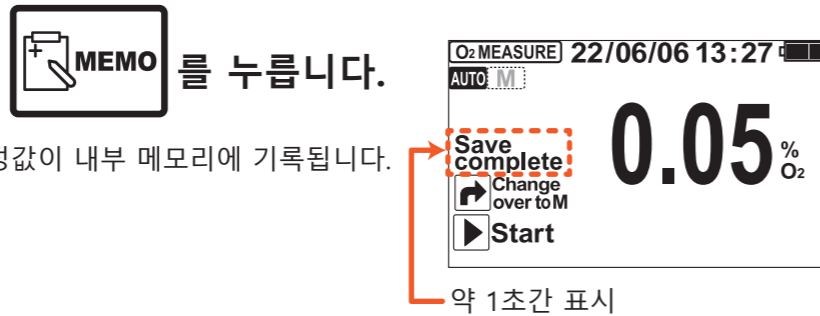 MEMO 를 누릅니다.
정값이 내부 메모리에 기록됩니다.
O2 MEASURE 22/06/06 13:27
AUTO M
Save
complete
0.05 %
O2
Change
over to M
Start
약 1초간 표시